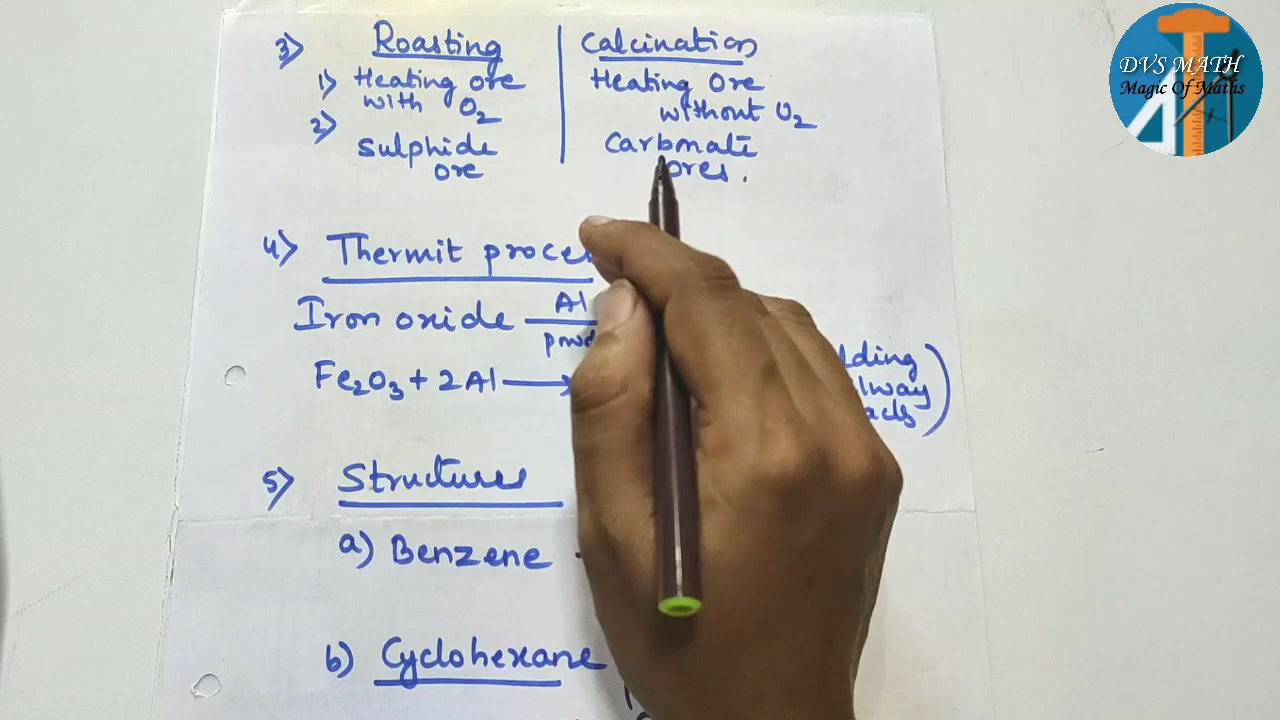 3) Roasting
1) Heating ore
with O2
2) sulphide
ore
Calcination
Heating Ore
without O2
Carbonate
ores.
4) Thermit
Iron oxide Al
Fe2O3 + 2Al →
5) Structures
a) Benzene
b) Cyclohexane
DVS MATH
Magic Of Maths